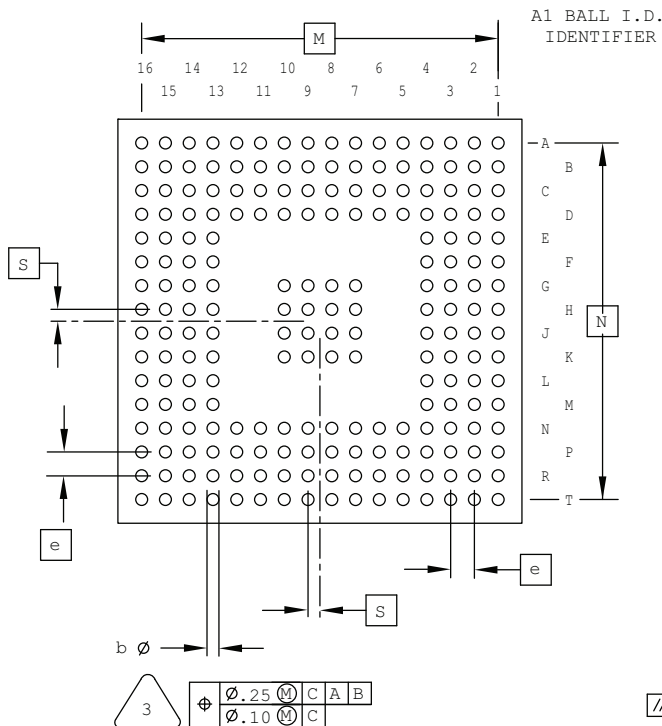 A1 BALL I.D.
IDENTIFIER
M
16 14 12 10 8 6 4 2
15 13 11 9 7 5 3 1
A
B
C
D
E
F
S
G
H
N
J
K
L
M
N
P
R
T
e
e
S
b Ø
3
⌖ Ø.25 Ⓜ C A B
Ø.10 Ⓜ C
//